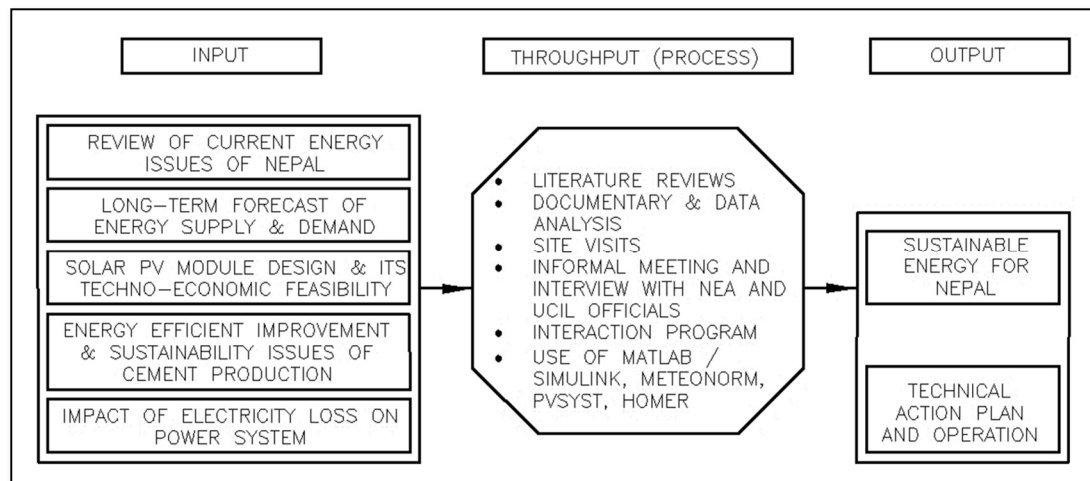 INPUT
THROUGHPUT (PROCESS)
OUTPUT
REVIEW OF CURRENT ENERGY
ISSUES OF NEPAL
LONG-TERM FORECAST OF
ENERGY SUPPLY & DEMAND
SOLAR PV MODULE DESIGN & ITS
TECHNO-ECONOMIC FEASIBILITY
ENERGY EFFICIENT IMPROVEMENT
& SUSTAINABILITY ISSUES OF
CEMENT PRODUCTION
IMPACT OF ELECTRICITY LOSS ON
POWER SYSTEM
• LITERATURE REVIEWS
• DOCUMENTARY & DATA
ANALYSIS
• SITE VISITS
• INFORMAL MEETING AND
INTERVIEW WITH NEA AND
UCIL OFFICIALS
• INTERACTION PROGRAM
• USE OF MATLAB /
SIMULINK, METEONORM,
PVSYST, HOMER
SUSTAINABLE
ENERGY FOR
NEPAL
TECHNICAL
ACTION PLAN
AND OPERATION